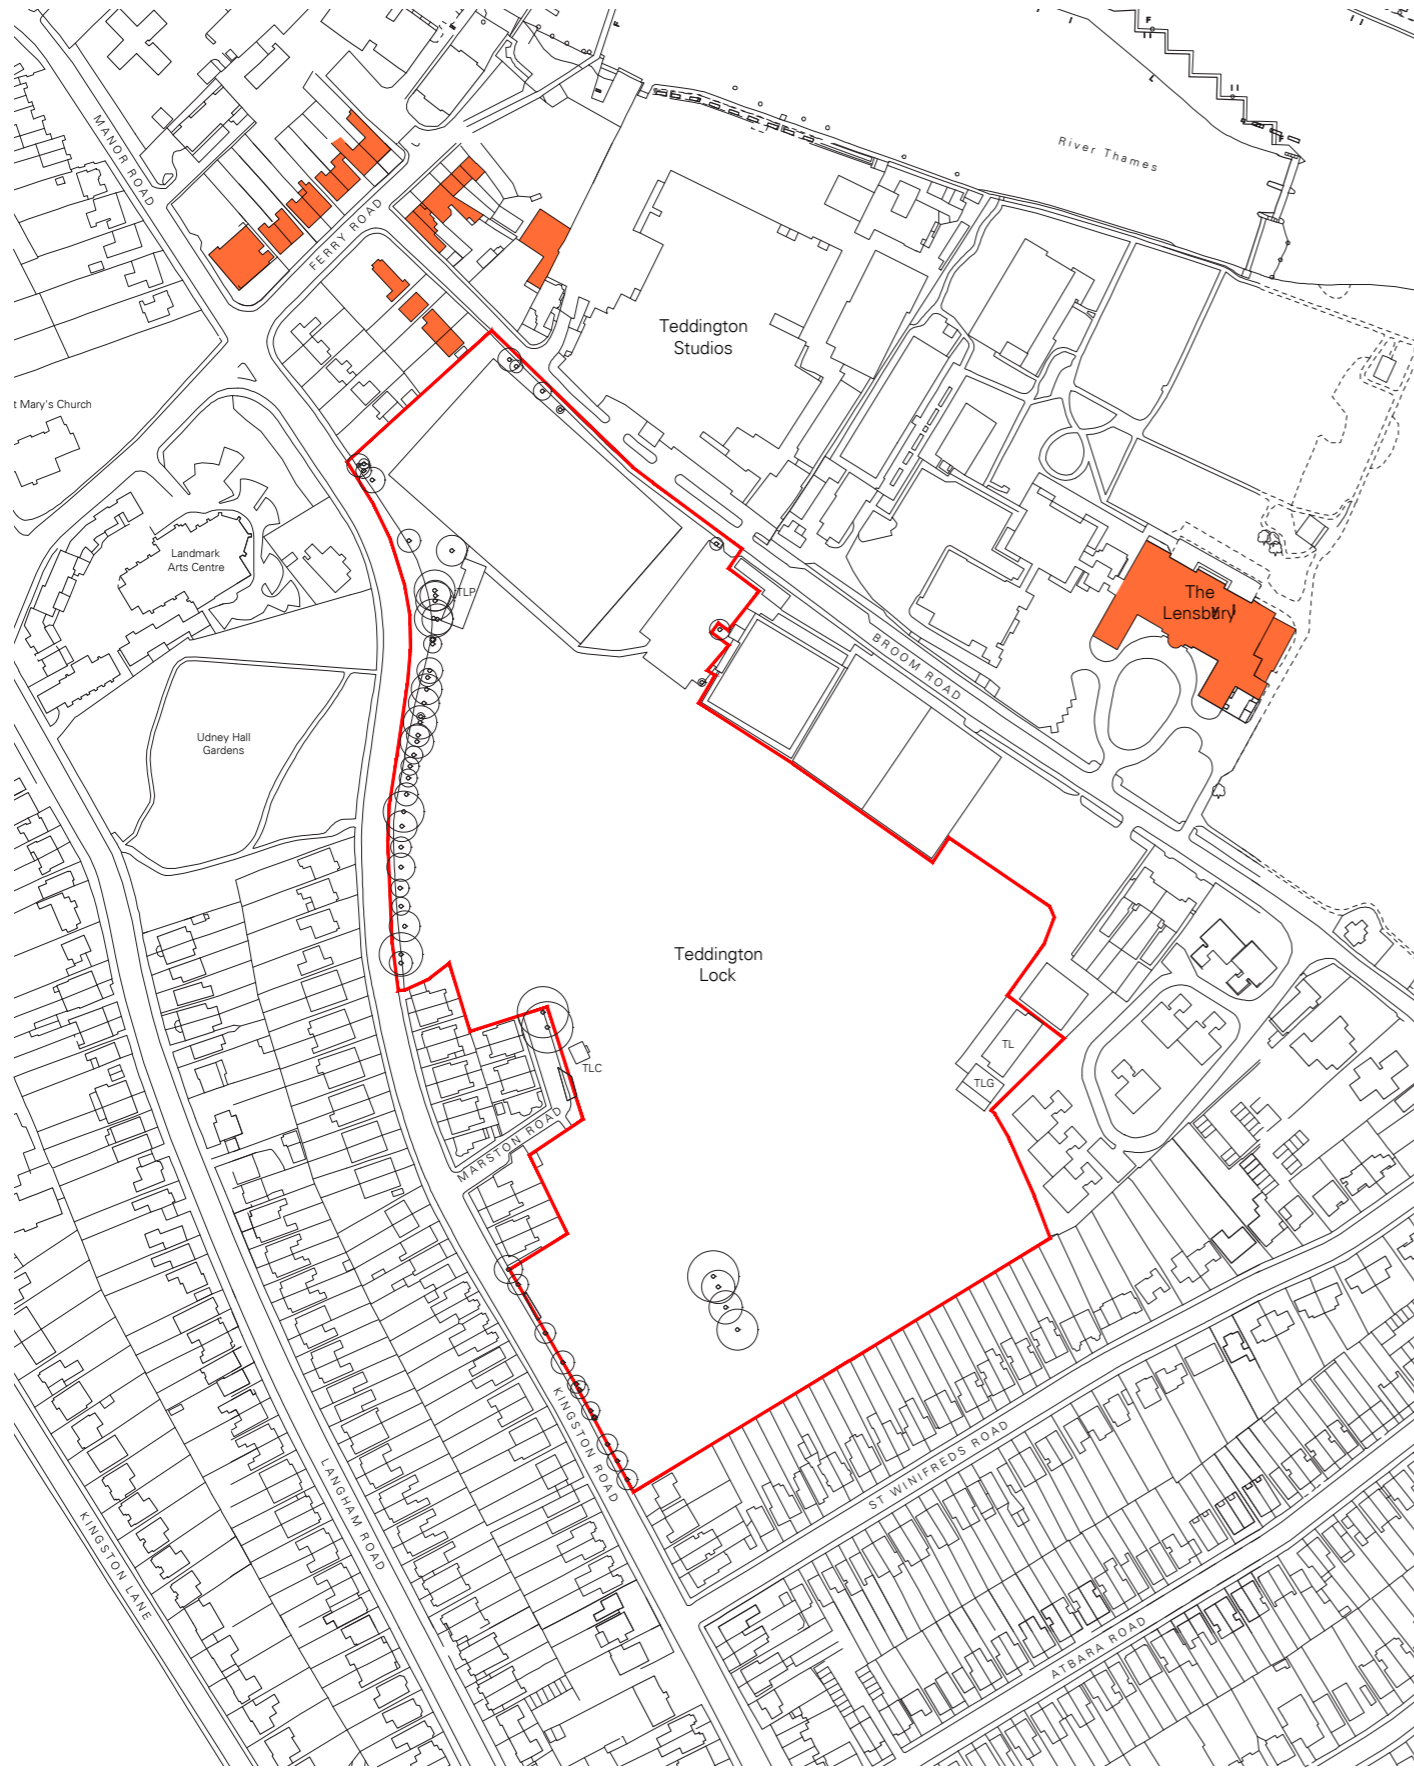 River Thames
MANOR ROAD
FERRY ROAD
Teddington
Studios
t Mary's Church
Landmark
Arts Centre
TLP
The
Lensbury
BROOM ROAD
Udney Hall
Gardens
Teddington
Lock
TL
TLC
TLG
MARSTON ROAD
KINGSTON ROAD
ST WINIFREDS ROAD
LANGHAM ROAD
KINGSTON LANE
ATBARA ROAD